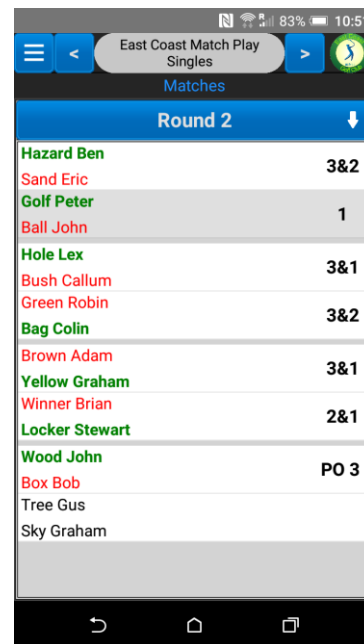 83% 10:5
East Coast Match Play
Singles
<
>
Matches
Round 2
Hazard Ben
Sand Eric
3&2
Golf Peter
Ball John
1
Hole Lex
Bush Callum
3&1
Green Robin
Bag Colin
3&2
Brown Adam
Yellow Graham
3&1
Winner Brian
Locker Stewart
2&1
Wood John
Box Bob
PO 3
Tree Gus
Sky Graham